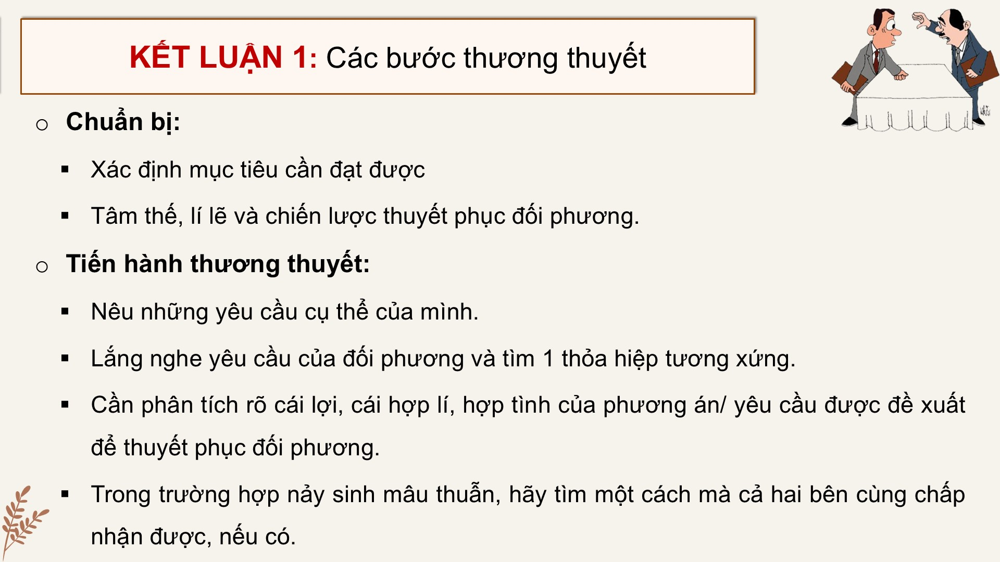 KẾT LUẬN 1: Các bước thương thuyết
o Chuẩn bị:
▪ Xác định mục tiêu cần đạt được
▪ Tâm thế, lí lẽ và chiến lược thuyết phục đối phương.
o Tiến hành thương thuyết:
▪ Nêu những yêu cầu cụ thể của mình.
▪ Lắng nghe yêu cầu của đối phương và tìm 1 thỏa hiệp tương xứng.
▪ Cần phân tích rõ cái lợi, cái hợp lí, hợp tình của phương án/ yêu cầu được đề xuất
để thuyết phục đối phương.
▪ Trong trường hợp nảy sinh mâu thuẫn, hãy tìm một cách mà cả hai bên cùng chấp
nhận được, nếu có.